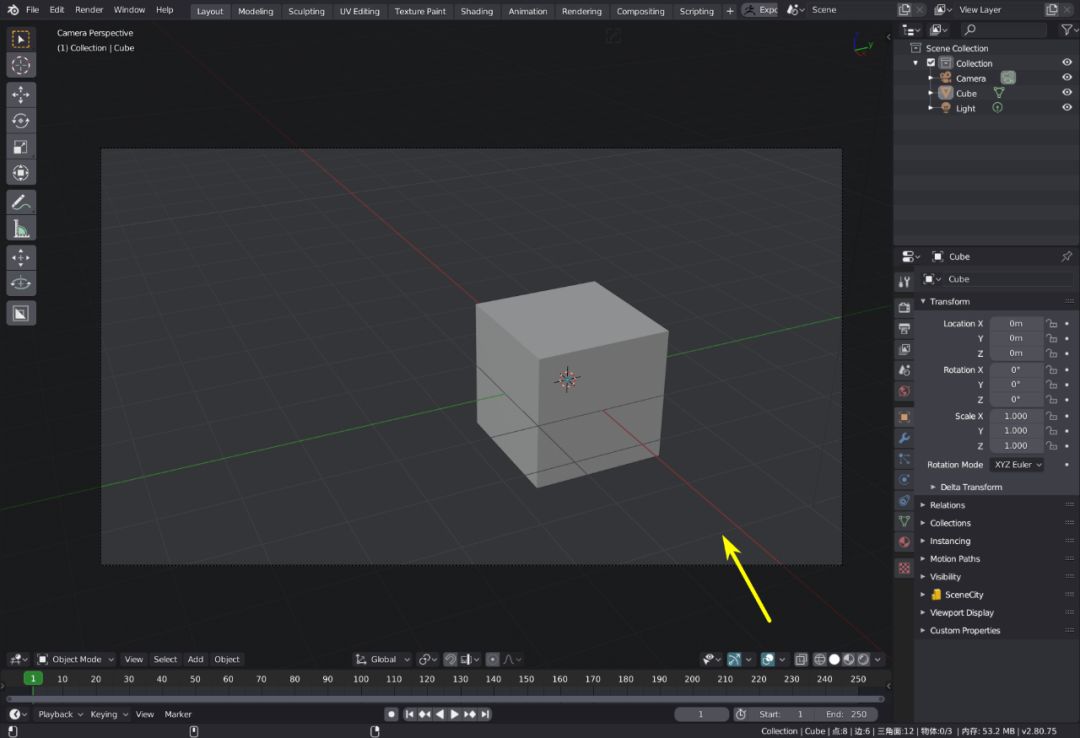 File Edit Render Window Help Layout Modeling Sculpting UV Editing Texture Paint Shading Animation Rendering Compositing Scripting + Expc Scene View Layer
Camera Perspective
(1) Collection | Cube
Y
Scene Collection
Collection
Camera
Cube
Light
Cube
Cube
Transform
Location X 0m
Y 0m
Z 0m
Rotation X 0°
Y 0°
Z 0°
Scale X 1.000
Y 1.000
Z 1.000
Rotation Mode XYZ Euler
Delta Transform
Relations
Collections
Instancing
Motion Paths
Visibility
SceneCity
Viewport Display
Custom Properties
Object Mode View Select Add Object Global
1 10 20 30 40 50 60 70 80 90 100 110 120 130 140 150 160 170 180 190 200 210 220 230 240 250
Playback Keying View Marker 1 Start: 1 End: 250
Collection | Cube | 点:8 | 边:6 | 三角面:12 | 物体:0/3 | 内存: 53.2 MB | v2.80.75